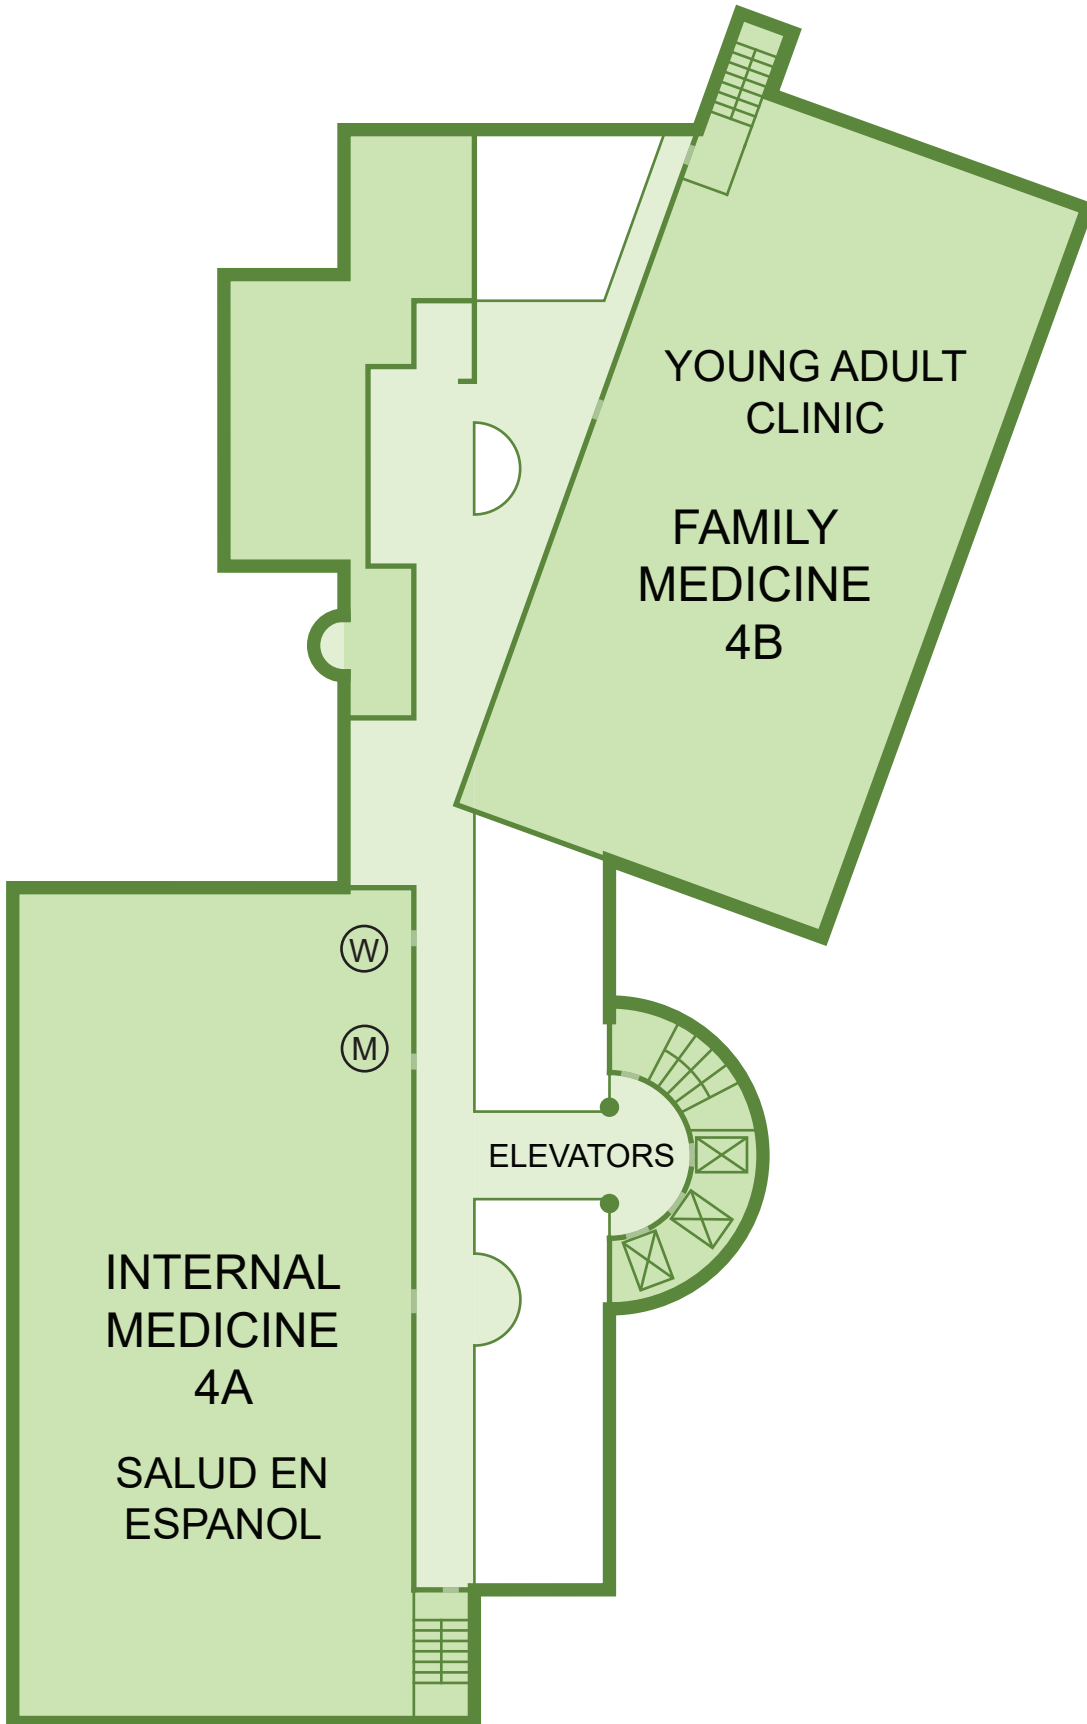 YOUNG ADULT
CLINIC
FAMILY
MEDICINE
4B
W
M
ELEVATORS
INTERNAL
MEDICINE
4A
SALUD EN
ESPANOL